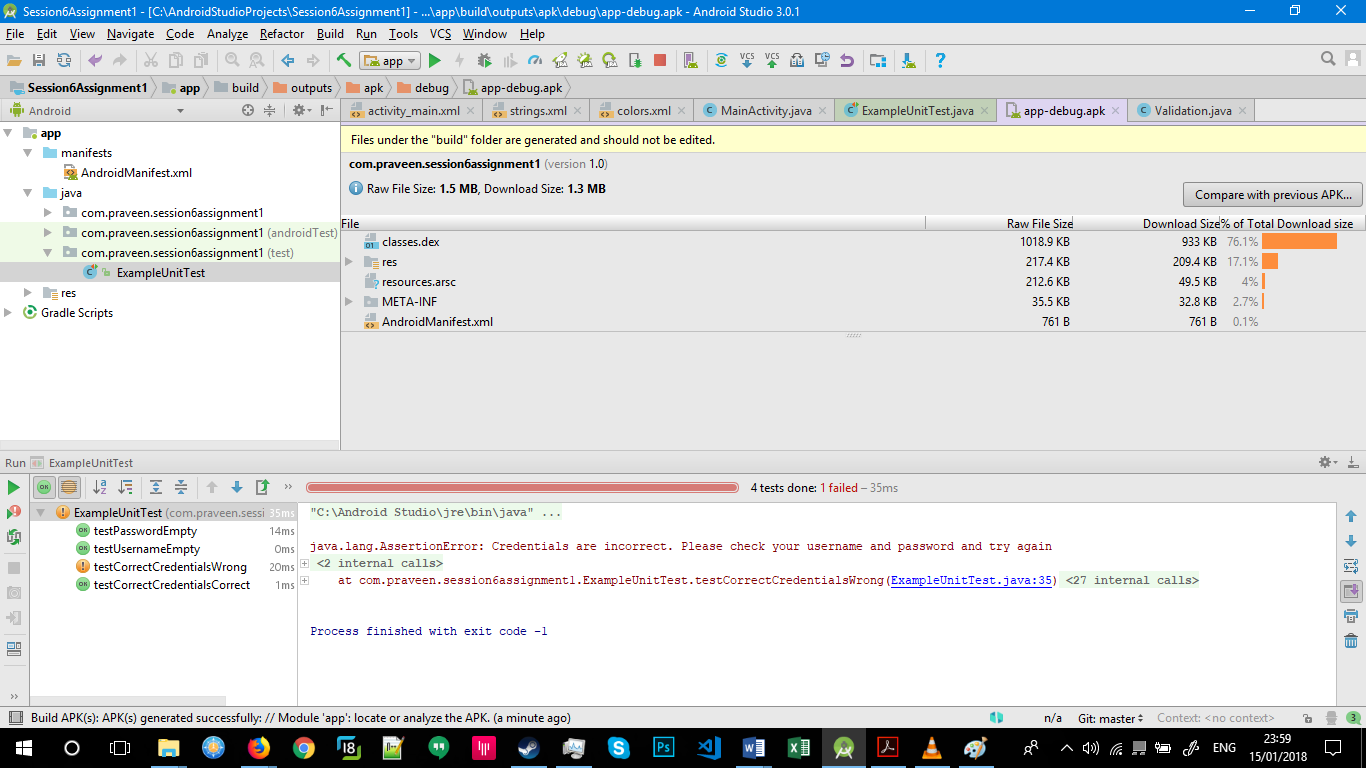 Session6Assignment1 - [C:\AndroidStudioProjects\Session6Assignment1] - ...\app\build\outputs\apk\debug\app-debug.apk - Android Studio 3.0.1
File Edit View Navigate Code Analyze Refactor Build Run Tools VCS Window Help
app VCS VCS ?
Session6Assignment1 app build outputs apk debug app-debug.apk
Android activity_main.xml strings.xml colors.xml MainActivity.java ExampleUnitTest.java app-debug.apk Validation.java
app
manifests
AndroidManifest.xml
java
com.praveen.session6assignment1
com.praveen.session6assignment1 (androidTest)
com.praveen.session6assignment1 (test)
ExampleUnitTest
res
Gradle Scripts
Files under the "build" folder are generated and should not be edited.
com.praveen.session6assignment1 (version 1.0)
Raw File Size: 1.5 MB, Download Size: 1.3 MB
Compare with previous APK...
File Raw File Size Download Size % of Total Download size
classes.dex 1018.9 KB 933 KB 76.1%
res 217.4 KB 209.4 KB 17.1%
resources.arsc 212.6 KB 49.5 KB 4%
META-INF 35.5 KB 32.8 KB 2.7%
AndroidManifest.xml 761 B 761 B 0.1%
Run ExampleUnitTest
4 tests done: 1 failed – 35ms
ExampleUnitTest (com.praveen.sessi 35ms
OK testPasswordEmpty 14ms
OK testUsernameEmpty 0ms
testCorrectCredentialsWrong 20ms
OK testCorrectCredentialsCorrect 1ms
"C:\Android Studio\jre\bin\java" ...
java.lang.AssertionError: Credentials are incorrect. Please check your username and password and try again
<2 internal calls>
at com.praveen.session6assignment1.ExampleUnitTest.testCorrectCredentialsWrong(ExampleUnitTest.java:35) <27 internal calls>
Process finished with exit code -1
Build APK(s): APK(s) generated successfully: // Module 'app': locate or analyze the APK. (a minute ago)
n/a Git: master Context: <no context> 3
ENG 23:59
15/01/2018